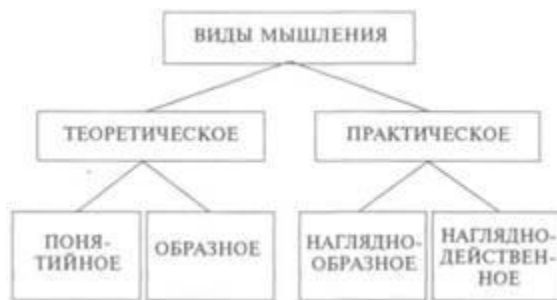 ВИДЫ МЫШЛЕНИЯ
ТЕОРЕТИЧЕСКОЕ
ПРАКТИЧЕСКОЕ
ПОНЯ-
ТИЙНОЕ
ОБРАЗНОЕ
НАГЛЯДНО-
ОБРАЗНОЕ
НАГЛЯДНО-
ДЕЙСТВЕН-
НОЕ